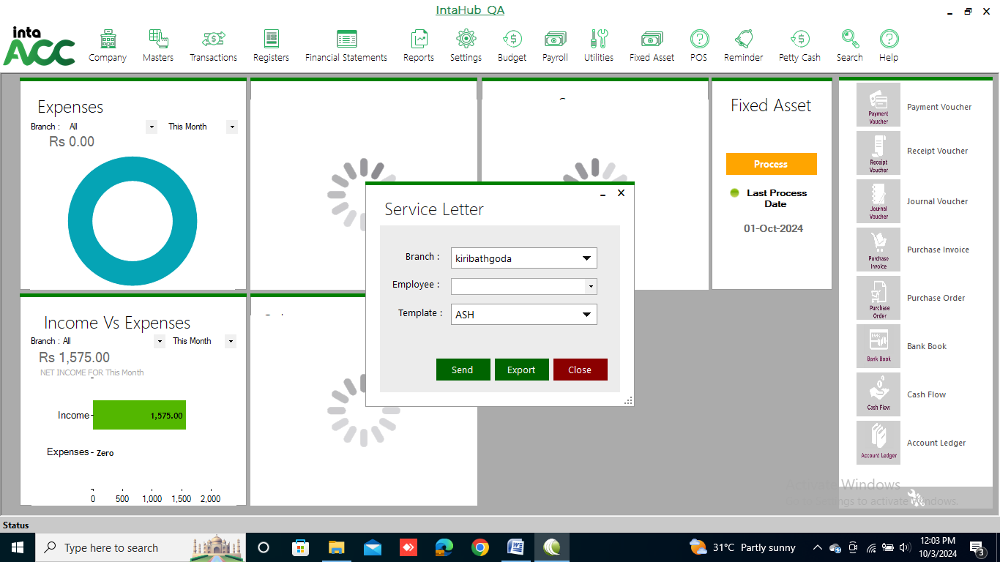 IntaHub_QA
inta
ACC
Company
Masters
Transactions
Registers
Financial Statements
Reports
Settings
Budget
Payroll
Utilities
Fixed Asset
POS
Reminder
Petty Cash
Search
Help
Expenses
Branch : All
This Month
Rs 0.00
Fixed Asset
Process
Last Process
Date
01-Oct-2024
Service Letter
Branch : kiribathgoda
Employee :
Template : ASH
Send
Export
Close
Income Vs Expenses
Branch : All
This Month
Rs 1,575.00
NET INCOME FOR This Month
Income
1,575.00
Expenses
Zero
0 500 1,000 1,500 2,000
Payment
Voucher
Payment Voucher
Receipt
Voucher
Receipt Voucher
Journal
Voucher
Journal Voucher
Purchase
Invoice
Purchase Invoice
Purchase
Order
Purchase Order
Bank Book
Bank Book
Cash Flow
Cash Flow
Account Ledger
Account Ledger
Activate Windows
Go to Settings to activate Windows.
Status
Type here to search
31°C Partly sunny
12:03 PM
10/3/2024
3